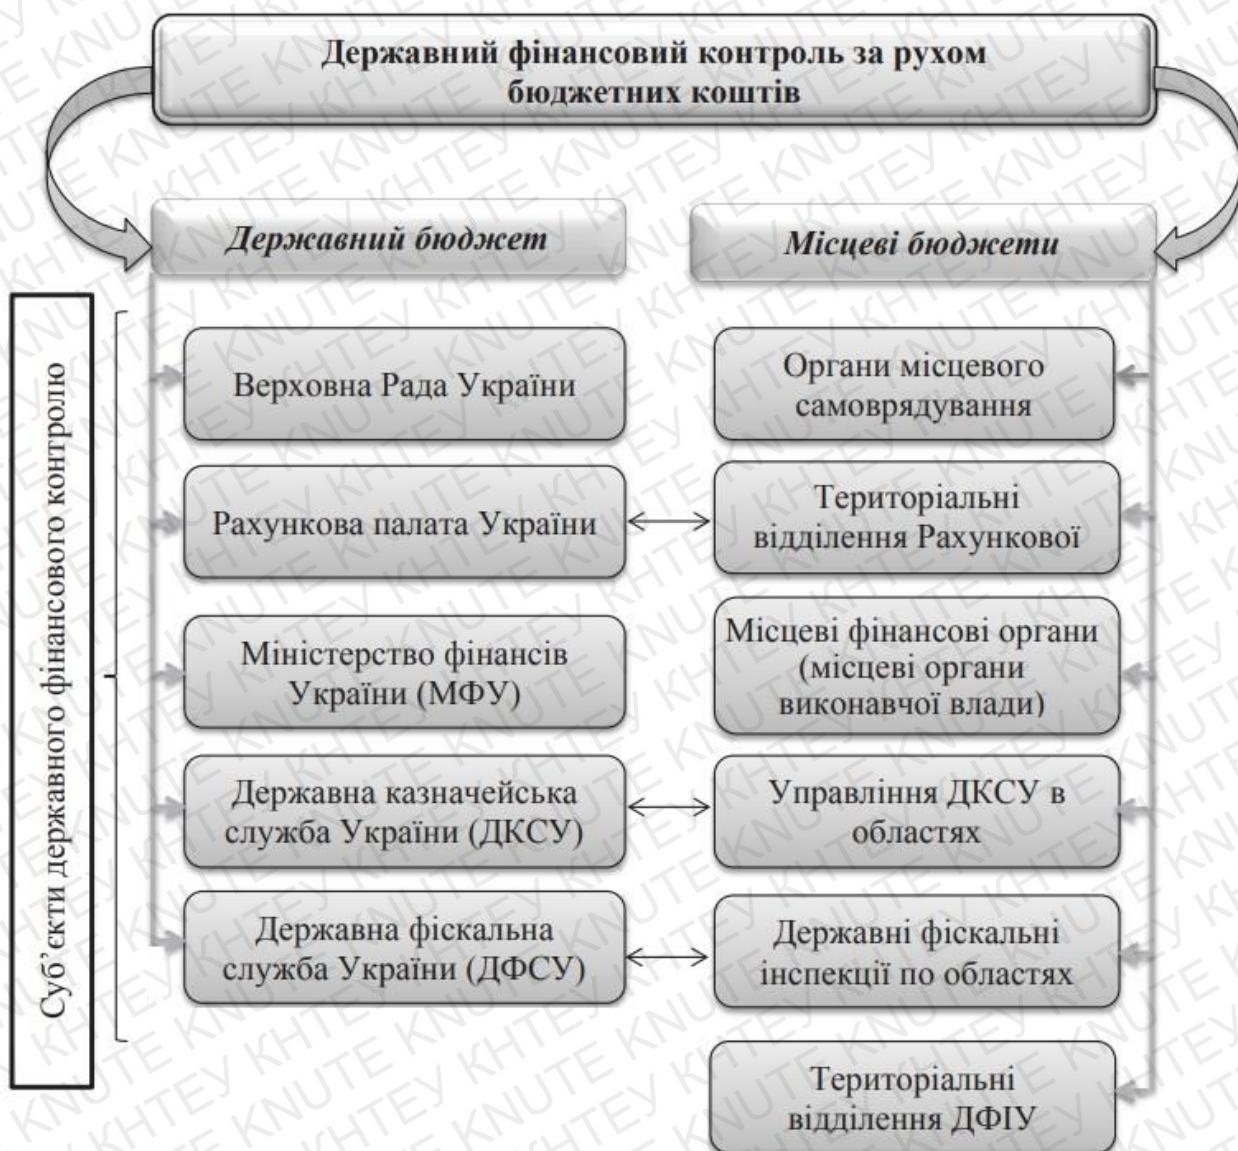 Державний фінансовий контроль за рухом
бюджетних коштів
Державний бюджет
Місцеві бюджети
Суб’єкти державного фінансового контролю
Верховна Рада України
Органи місцевого
самоврядування
Рахункова палата України
Територіальні
відділення Рахункової
Міністерство фінансів
України (МФУ)
Місцеві фінансові органи
(місцеві органи
виконавчої влади)
Державна казначейська
служба України (ДКСУ)
Управління ДКСУ в
областях
Державна фіскальна
служба України (ДФСУ)
Державні фіскальні
інспекції по областях
Територіальні
відділення ДФІУ
КНТЕУ KNUTE